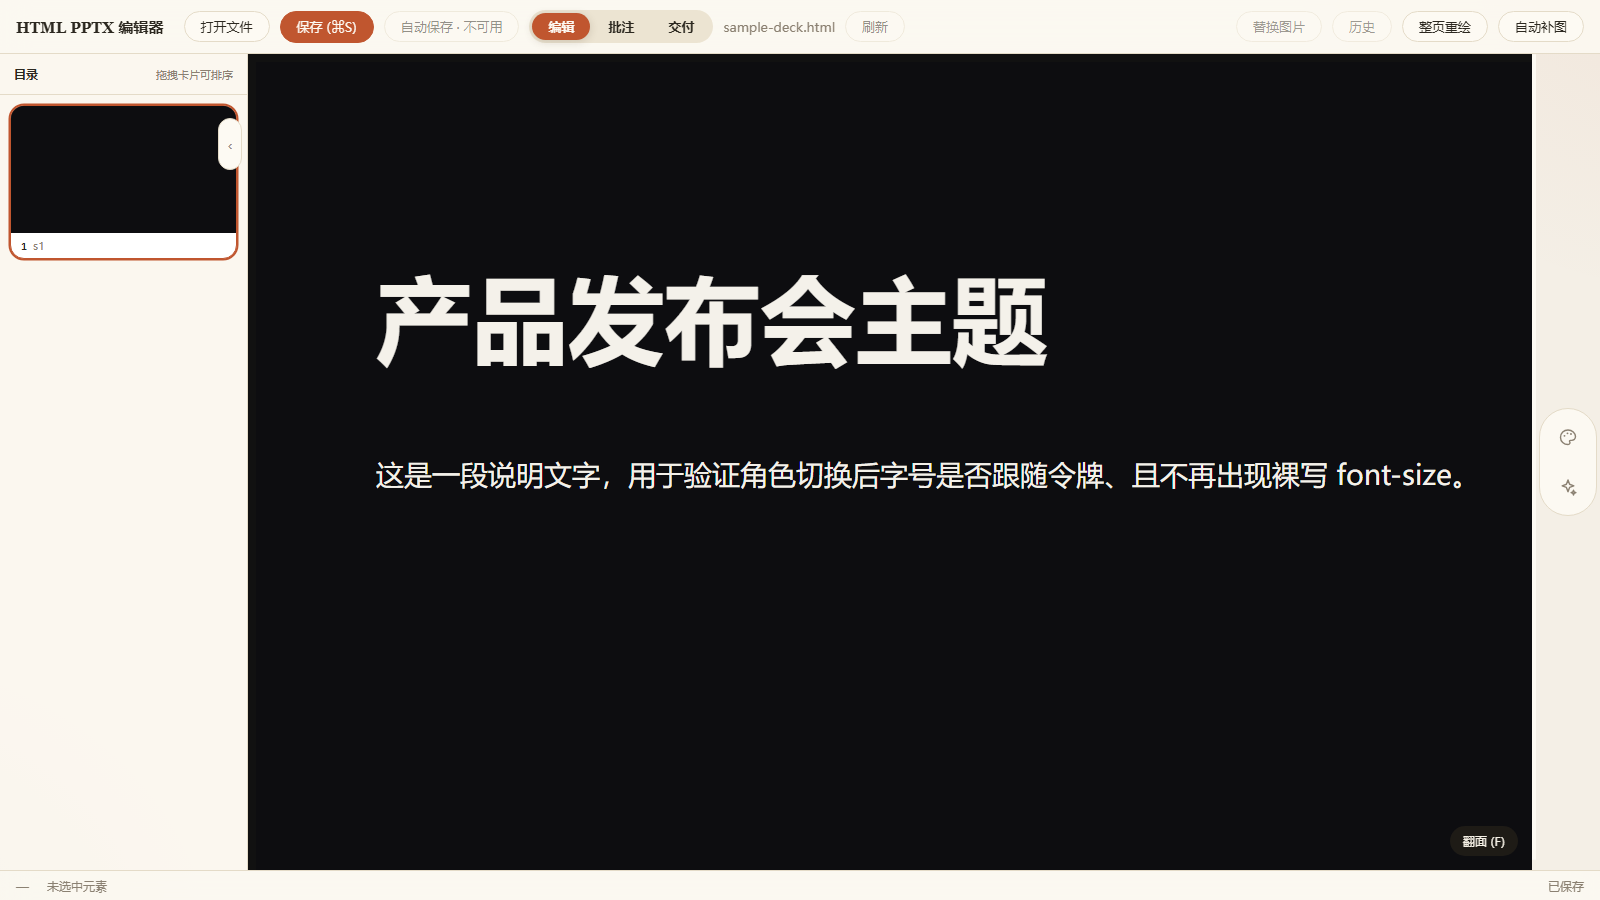 HTML PPTX 编辑器
打开文件
保存 (⌘S)
自动保存 · 不可用
编辑
批注
交付
sample-deck.html
刷新
替换图片
历史
整页重绘
自动补图
目录
拖拽卡片可排序
‹
1 s1
产品发布会主题
这是一段说明文字，用于验证角色切换后字号是否跟随令牌、且不再出现裸写 font-size。
翻面 (F)
— 未选中元素
已保存